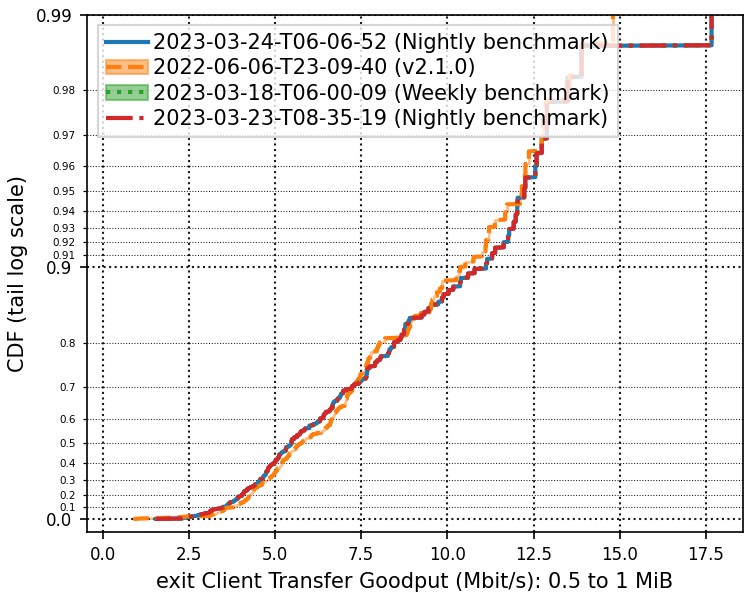 0.99
2023-03-24-T06-06-52 (Nightly benchmark)
2022-06-06-T23-09-40 (v2.1.0)
2023-03-18-T06-00-09 (Weekly benchmark)
2023-03-23-T08-35-19 (Nightly benchmark)
0.98
0.97
0.96
0.95
0.94
0.93
0.92
0.91
0.9
0.8
0.7
0.6
0.5
0.4
0.3
0.2
0.1
0.0
CDF (tail log scale)
0.0 2.5 5.0 7.5 10.0 12.5 15.0 17.5
exit Client Transfer Goodput (Mbit/s): 0.5 to 1 MiB